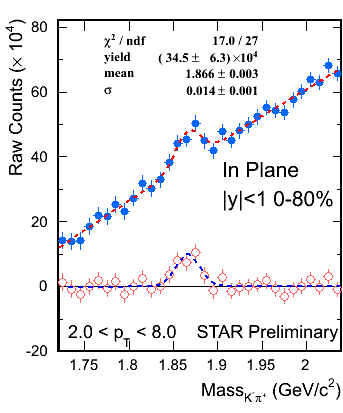 80
60
40
20
0
-20
Raw Counts (× 10⁴)
χ² / ndf 17.0 / 27
yield ( 34.5 ± 6.3) ×10⁴
mean 1.866 ± 0.003
σ 0.014 ± 0.001
In Plane
|y|<1 0-80%
2.0 < p_T < 8.0 STAR Preliminary
1.75 1.8 1.85 1.9 1.95 2
Mass_K⁻π⁺ (GeV/c²)